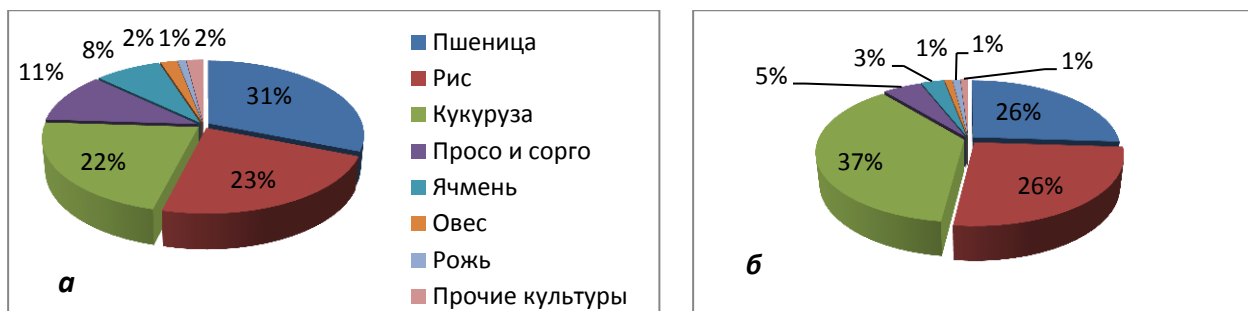 2% 1% 2%
8%
11%
31%
22%
23%
Пшеница
Рис
Кукуруза
Просо и сорго
Ячмень
Овес
Рожь
Прочие культуры
а
1%
1%
3%
1%
5%
26%
37%
26%
б